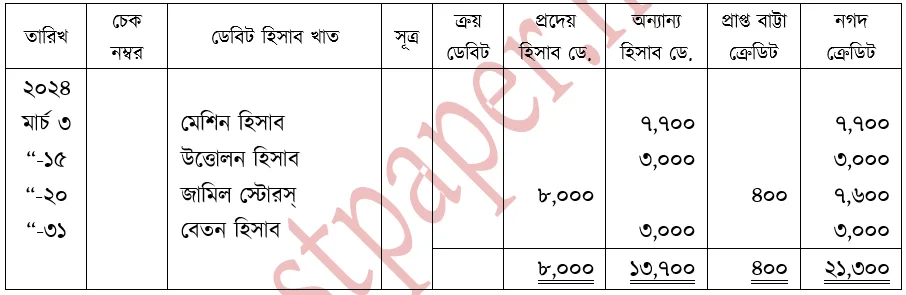 তারিখ চেক নম্বর ডেবিট হিসাব খাত সূত্র ক্রয় ডেবিট প্রদেয় হিসাব ডে. অন্যান্য হিসাব ডে. প্রাপ্ত বাট্টা ক্রেডিট নগদ ক্রেডিট
২০২৪
মার্চ ৩ মেশিন হিসাব ৭,৭০০ ৭,৭০০
“-১৫ উত্তোলন হিসাব ৩,০০০ ৩,০০০
“-২০ জামিল স্টোরস্ ৮,০০০ ৪০০ ৭,৬০০
“-৩১ বেতন হিসাব ৩,০০০ ৩,০০০
৮,০০০ ১৩,৭০০ ৪০০ ২১,৩০০